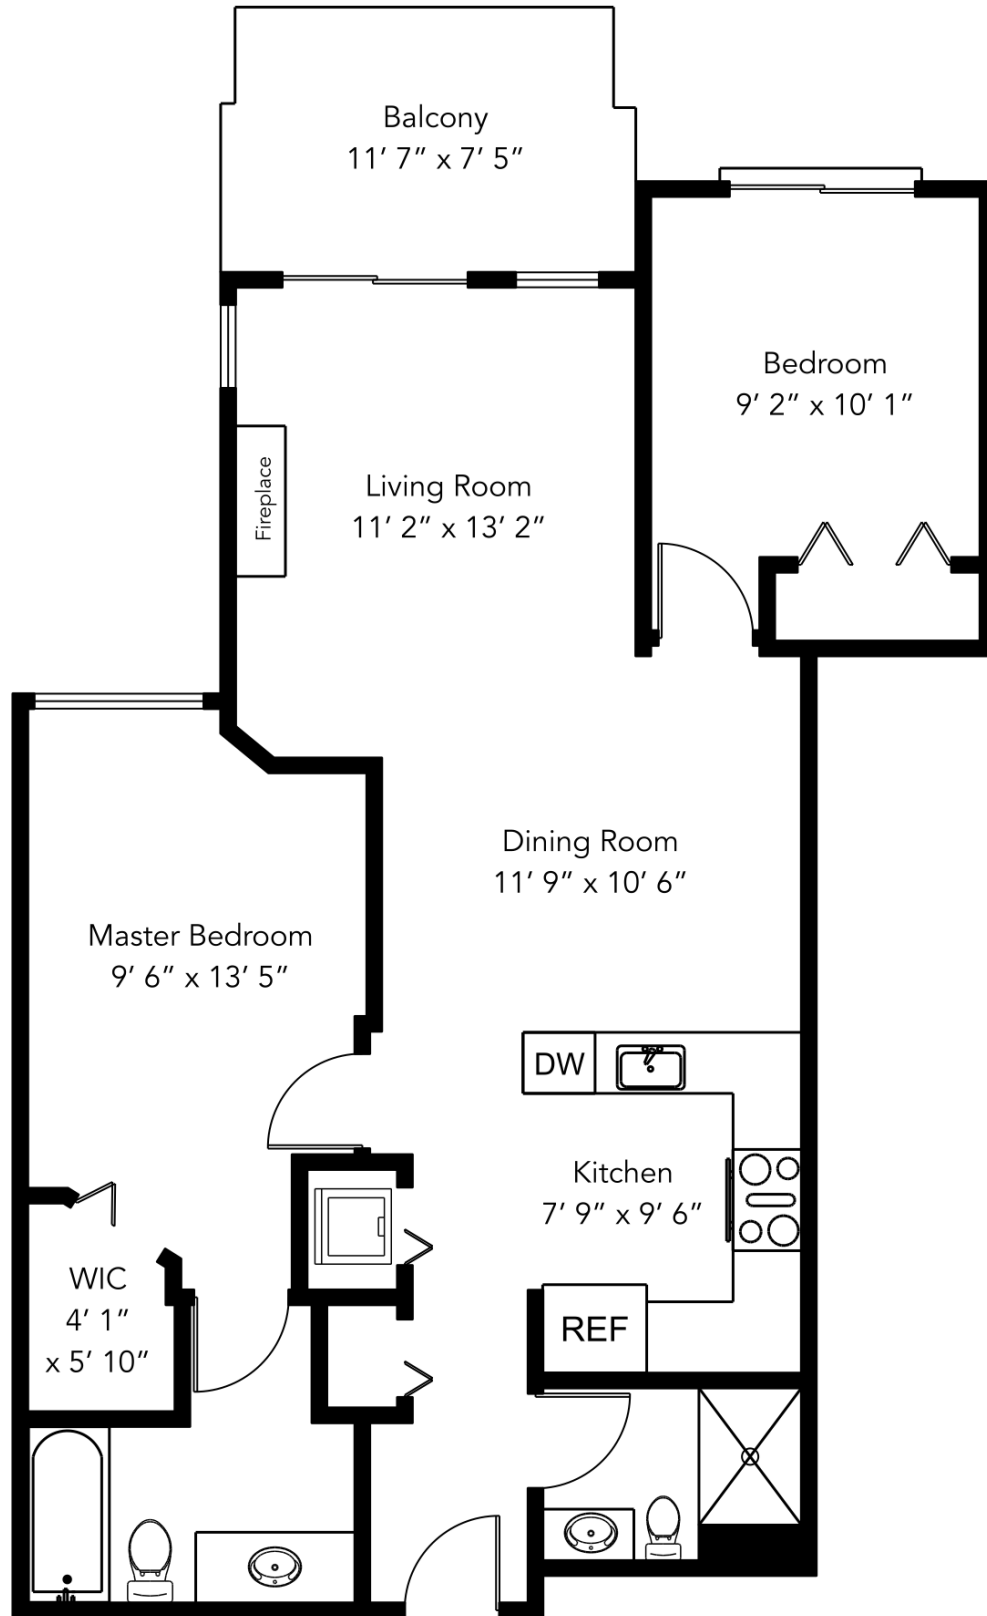 Balcony
11’ 7” x 7’ 5”
Bedroom
9’ 2” x 10’ 1”
Fireplace
Living Room
11’ 2” x 13’ 2”
Dining Room
11’ 9” x 10’ 6”
Master Bedroom
9’ 6” x 13’ 5”
DW
Kitchen
7’ 9” x 9’ 6”
WIC
4’ 1”
x 5’ 10”
REF